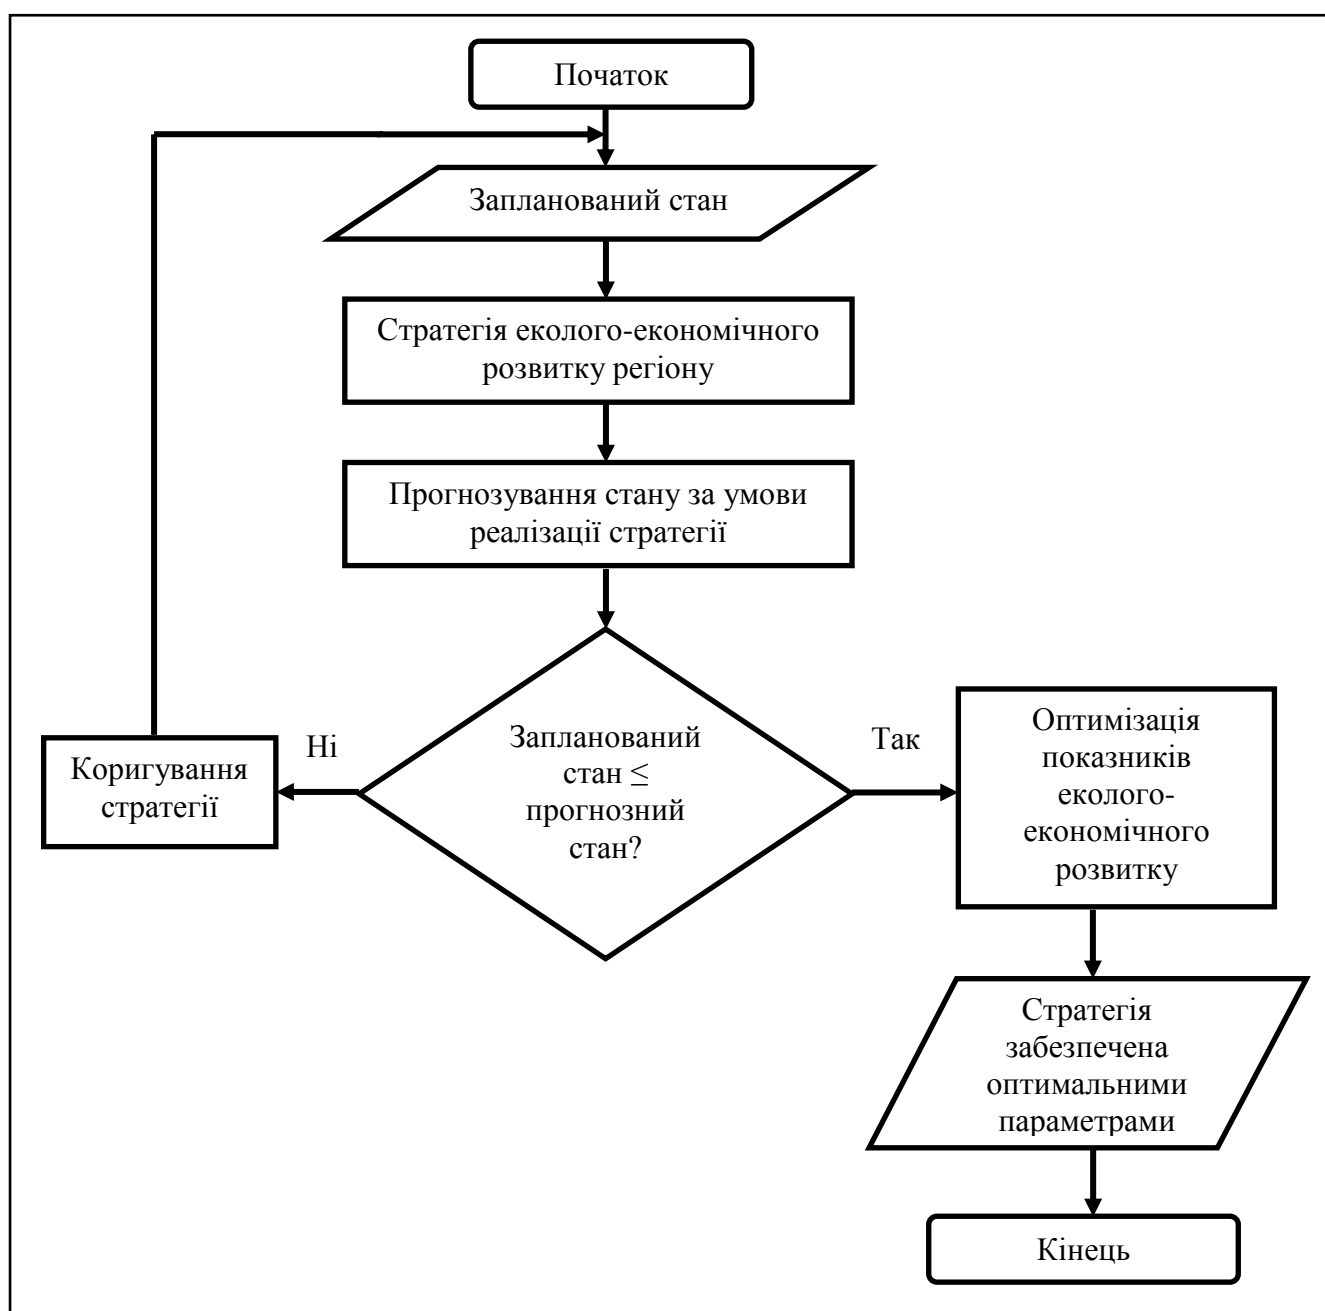 Початок
Запланований стан
Стратегія еколого-економічного
розвитку регіону
Прогнозування стану за умови
реалізації стратегії
Ні
Коригування
стратегії
Запланований
стан ≤
прогнозний
стан?
Так
Оптимізація
показників
еколого-
економічного
розвитку
Стратегія
забезпечена
оптимальними
параметрами
Кінець